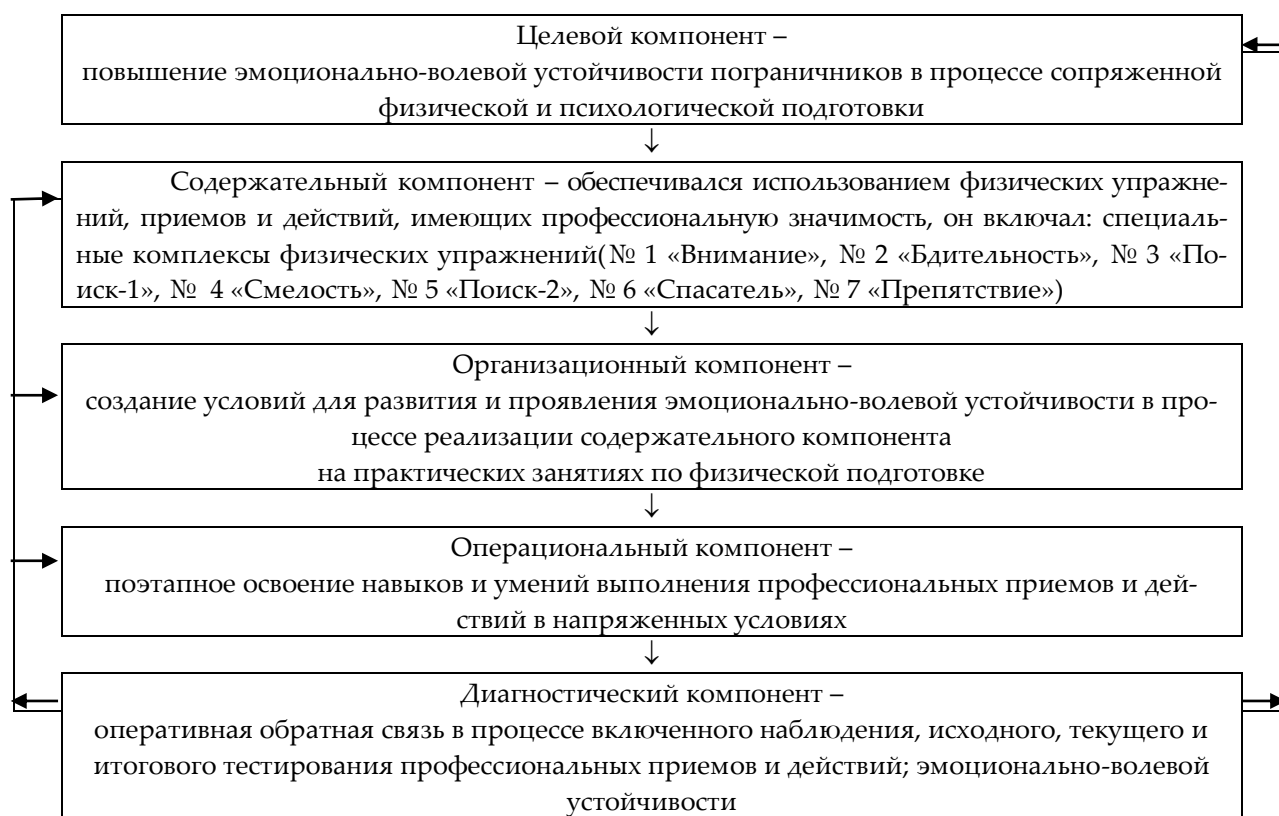 Целевой компонент –
повышение эмоционально-волевой устойчивости пограничников в процессе сопряженной
физической и психологической подготовки
↓
Содержательный компонент – обеспечивался использованием физических упражне-
ний, приемов и действий, имеющих профессиональную значимость, он включал: специаль-
ные комплексы физических упражнений(№ 1 «Внимание», № 2 «Бдительность», № 3 «По-
иск-1», № 4 «Смелость», № 5 «Поиск-2», № 6 «Спасатель», № 7 «Препятствие»)
↓
Организационный компонент –
создание условий для развития и проявления эмоционально-волевой устойчивости в про-
цессе реализации содержательного компонента
на практических занятиях по физической подготовке
↓
Операциональный компонент –
поэтапное освоение навыков и умений выполнения профессиональных приемов и дей-
ствий в напряженных условиях
↓
Диагностический компонент –
оперативная обратная связь в процессе включенного наблюдения, исходного, текущего и
итогового тестирования профессиональных приемов и действий; эмоционально-волевой
устойчивости